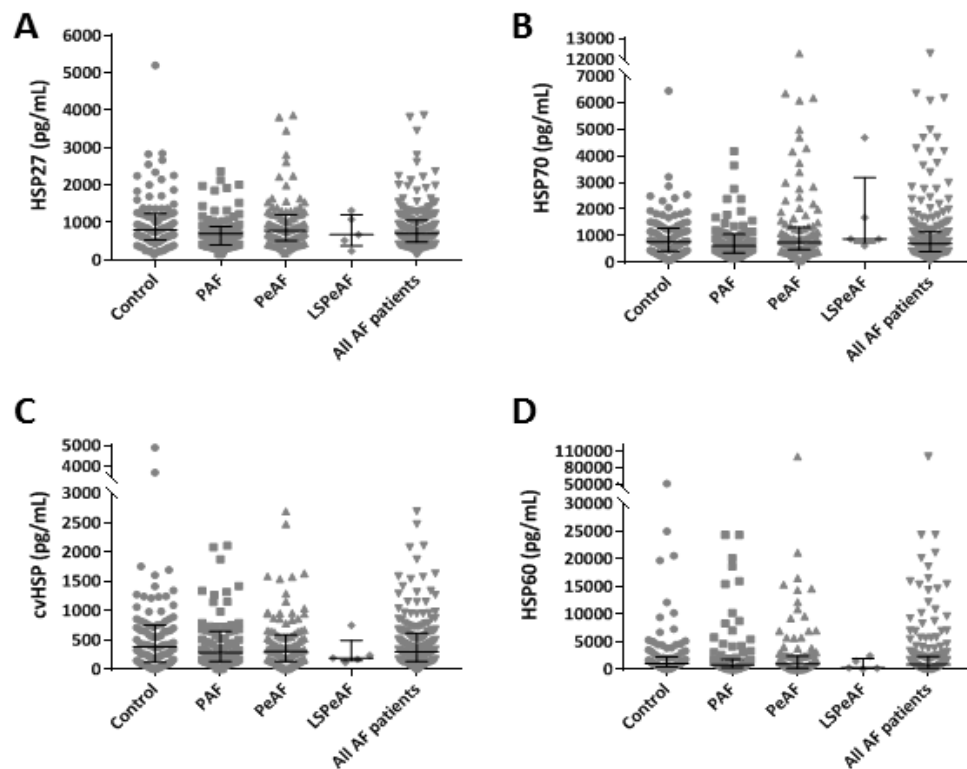 A
HSP27 (pg/mL)
6000
5000
4000
3000
2000
1000
0
Control
PAF
PeAF
LSPeAF
All AF patients
B
HSP70 (pg/mL)
13000
12000
7000
6000
5000
4000
3000
2000
1000
0
Control
PAF
PeAF
LSPeAF
All AF patients
C
cvHSP (pg/mL)
5000
4000
3000
2500
2000
1500
1000
500
0
Control
PAF
PeAF
LSPeAF
All AF patients
D
HSP60 (pg/mL)
110000
80000
50000
30000
25000
20000
15000
10000
5000
0
Control
PAF
PeAF
LSPeAF
All AF patients